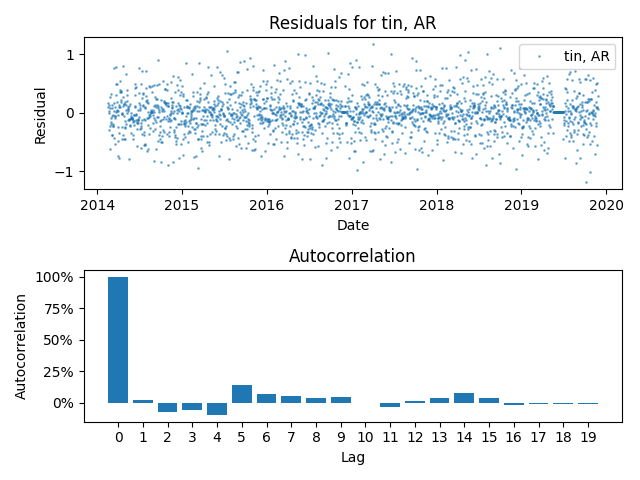 Residuals for tin, AR
1
0
−1
Residual
tin, AR
2014 2015 2016 2017 2018 2019 2020
Date
Autocorrelation
100%
75%
50%
25%
0%
Autocorrelation
0 1 2 3 4 5 6 7 8 9 10 11 12 13 14 15 16 17 18 19
Lag